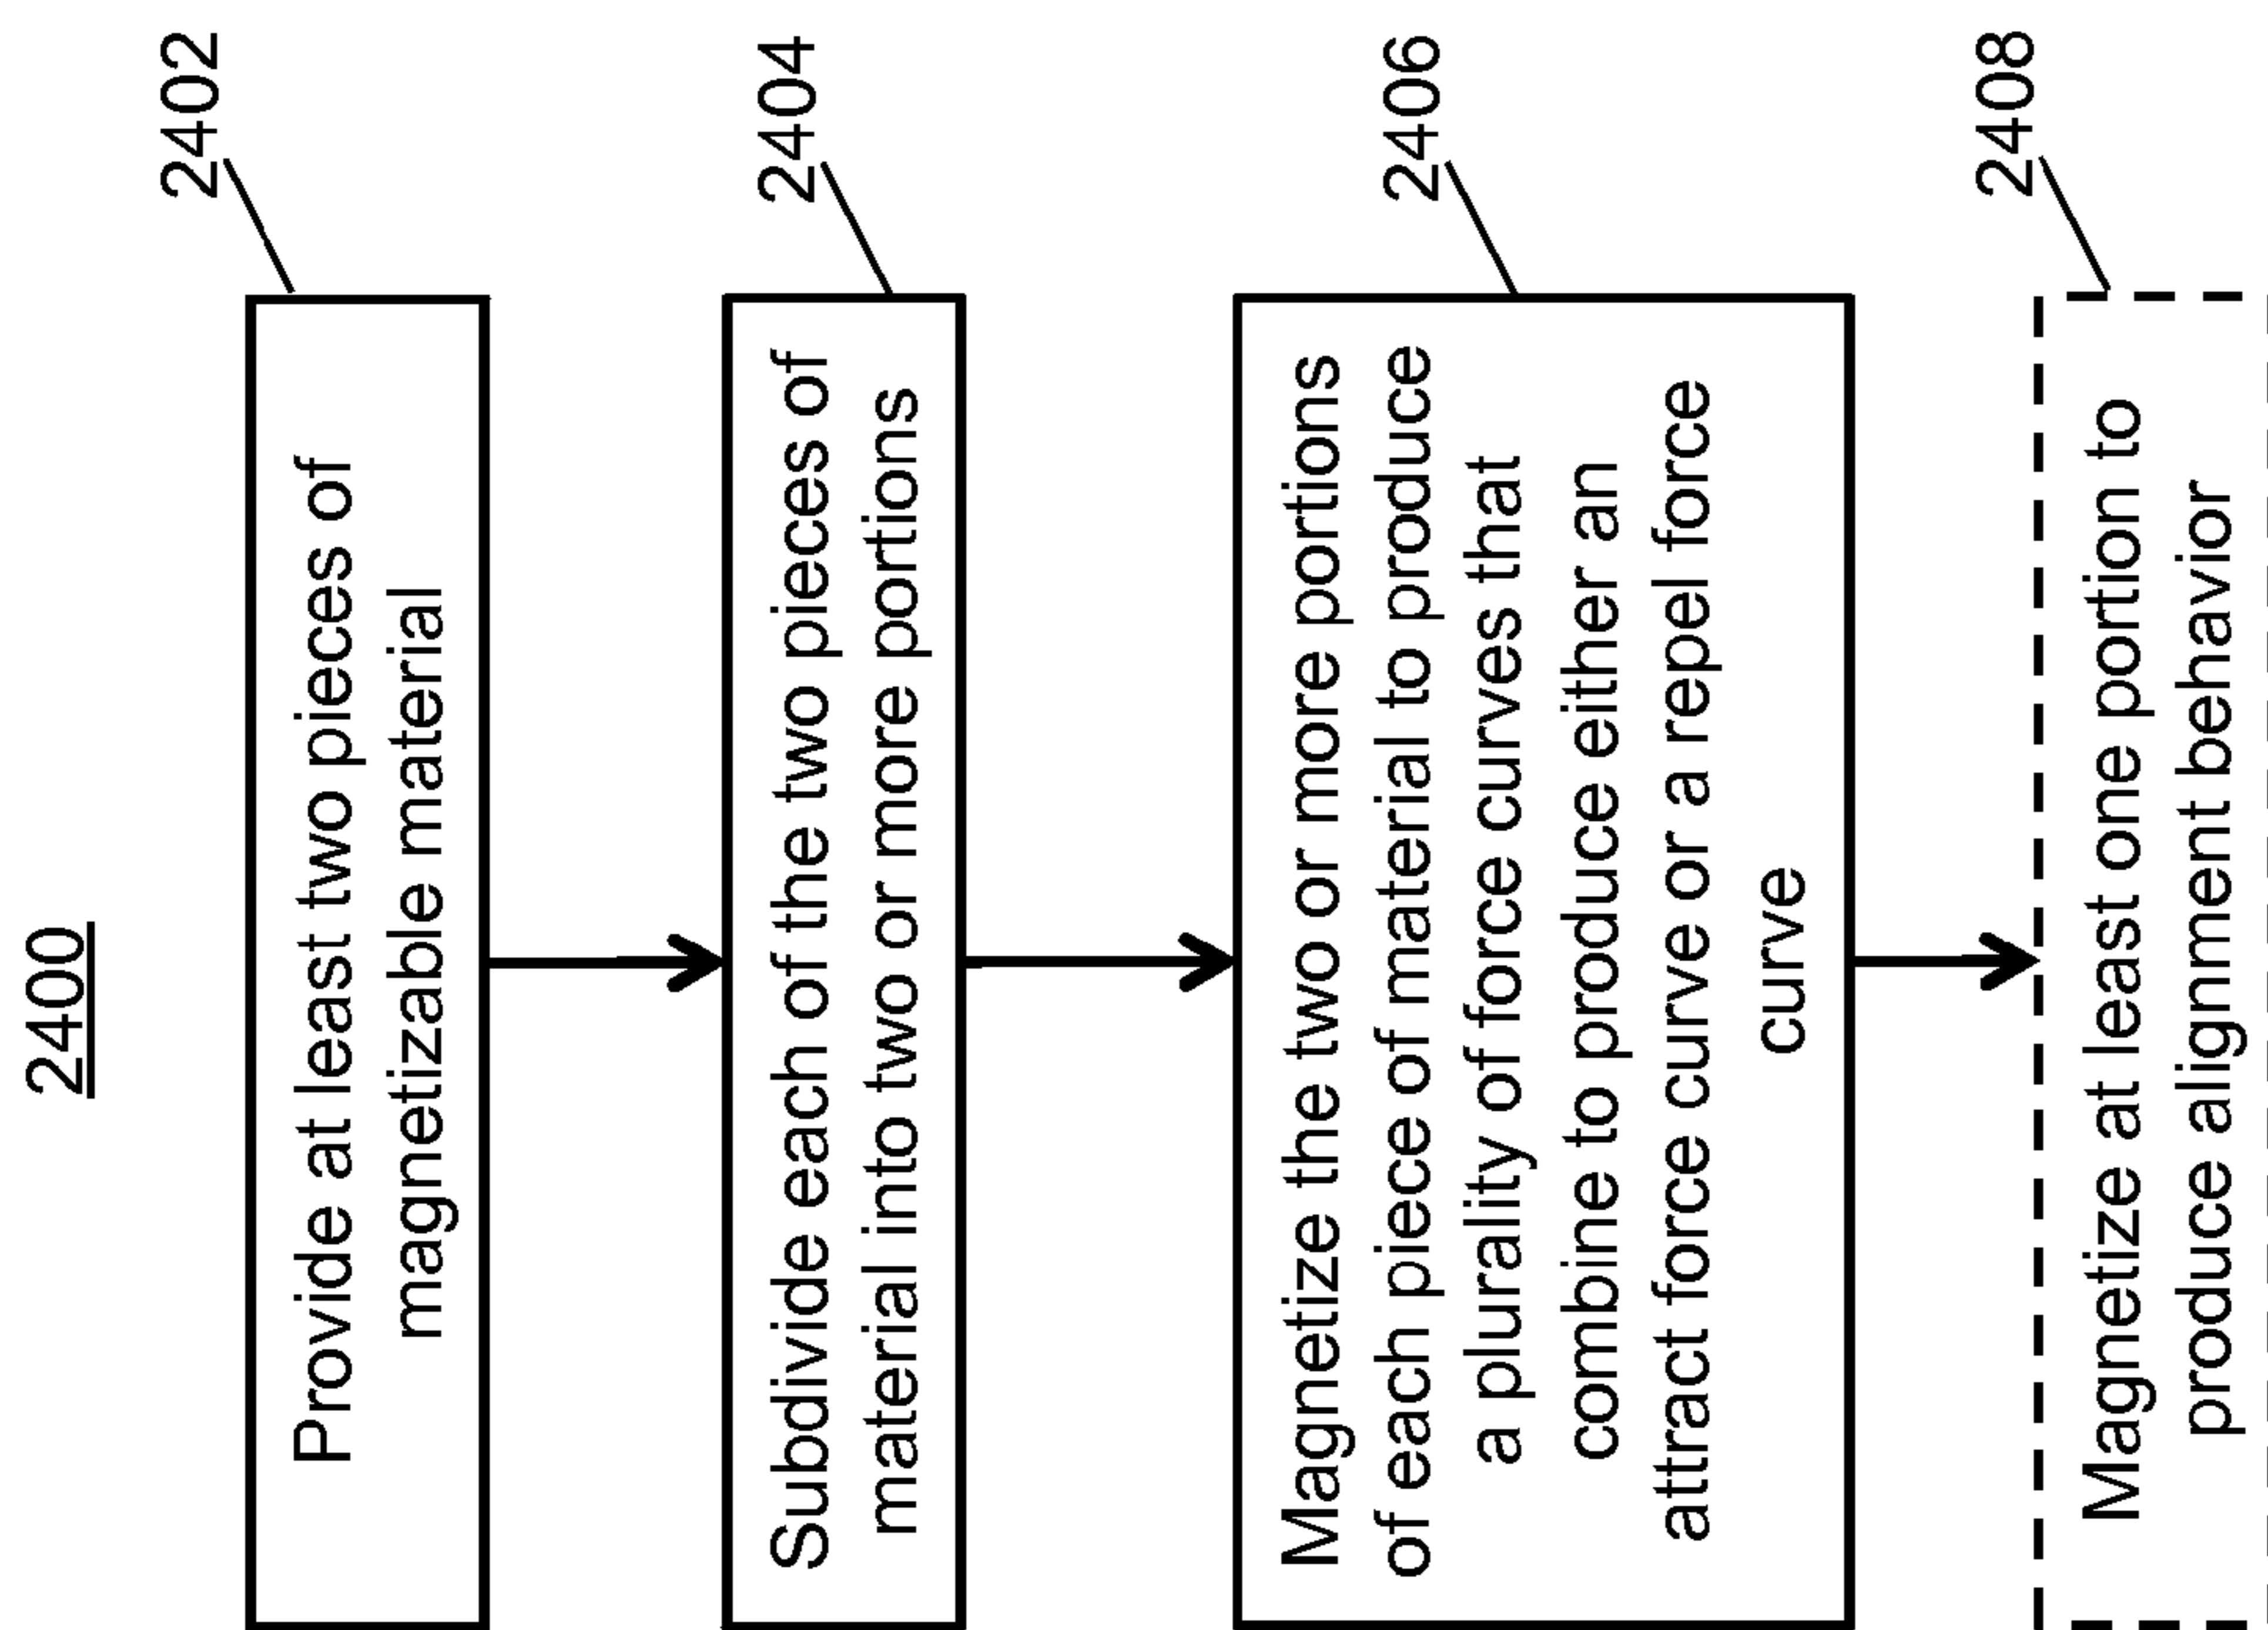 2400
2402
Provide at least two pieces of
magnetizable material
2404
Subdivide each of the two pieces of
material into two or more portions
2406
Magnetize the two or more portions
of each piece of material to produce
a plurality of force curves that
combine to produce either an
attract force curve or a repel force
curve
2408
Magnetize at least one portion to
produce alignment behavior